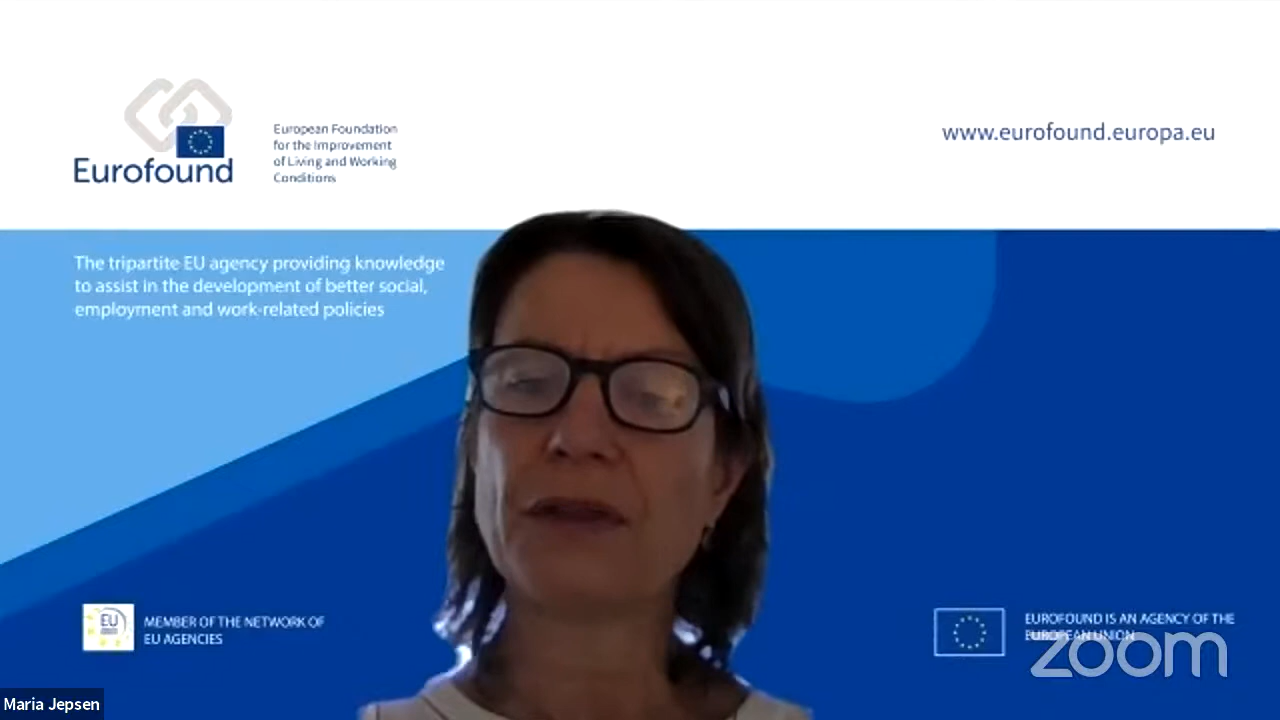 Eurofound
European Foundation
for the Improvement
of Living and Working
Conditions
www.eurofound.europa.eu
The tripartite EU agency providing knowledge
to assist in the development of better social,
employment and work-related policies
EU
MEMBER OF THE NETWORK OF
EU AGENCIES
EUROFOUND IS AN AGENCY OF THE
EUROPEAN UNION
zoom
Maria Jepsen